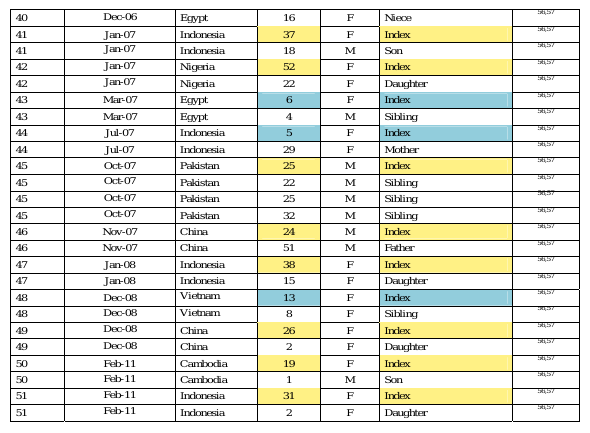 40 Dec-06 Egypt 16 F Niece 56,57
41 Jan-07 Indonesia 37 F Index 56,57
41 Jan-07 Indonesia 18 M Son 56,57
42 Jan-07 Nigeria 52 F Index 56,57
42 Jan-07 Nigeria 22 F Daughter 56,57
43 Mar-07 Egypt 6 F Index 56,57
43 Mar-07 Egypt 4 M Sibling 56,57
44 Jul-07 Indonesia 5 F Index 56,57
44 Jul-07 Indonesia 29 F Mother 56,57
45 Oct-07 Pakistan 25 M Index 56,57
45 Oct-07 Pakistan 22 M Sibling 56,57
45 Oct-07 Pakistan 25 M Sibling 56,57
45 Oct-07 Pakistan 32 M Sibling 56,57
46 Nov-07 China 24 M Index 56,57
46 Nov-07 China 51 M Father 56,57
47 Jan-08 Indonesia 38 F Index 56,57
47 Jan-08 Indonesia 15 F Daughter 56,57
48 Dec-08 Vietnam 13 F Index 56,57
48 Dec-08 Vietnam 8 F Sibling 56,57
49 Dec-08 China 26 F Index 56,57
49 Dec-08 China 2 F Daughter 56,57
50 Feb-11 Cambodia 19 F Index 56,57
50 Feb-11 Cambodia 1 M Son 56,57
51 Feb-11 Indonesia 31 F Index 56,57
51 Feb-11 Indonesia 2 F Daughter 56,57